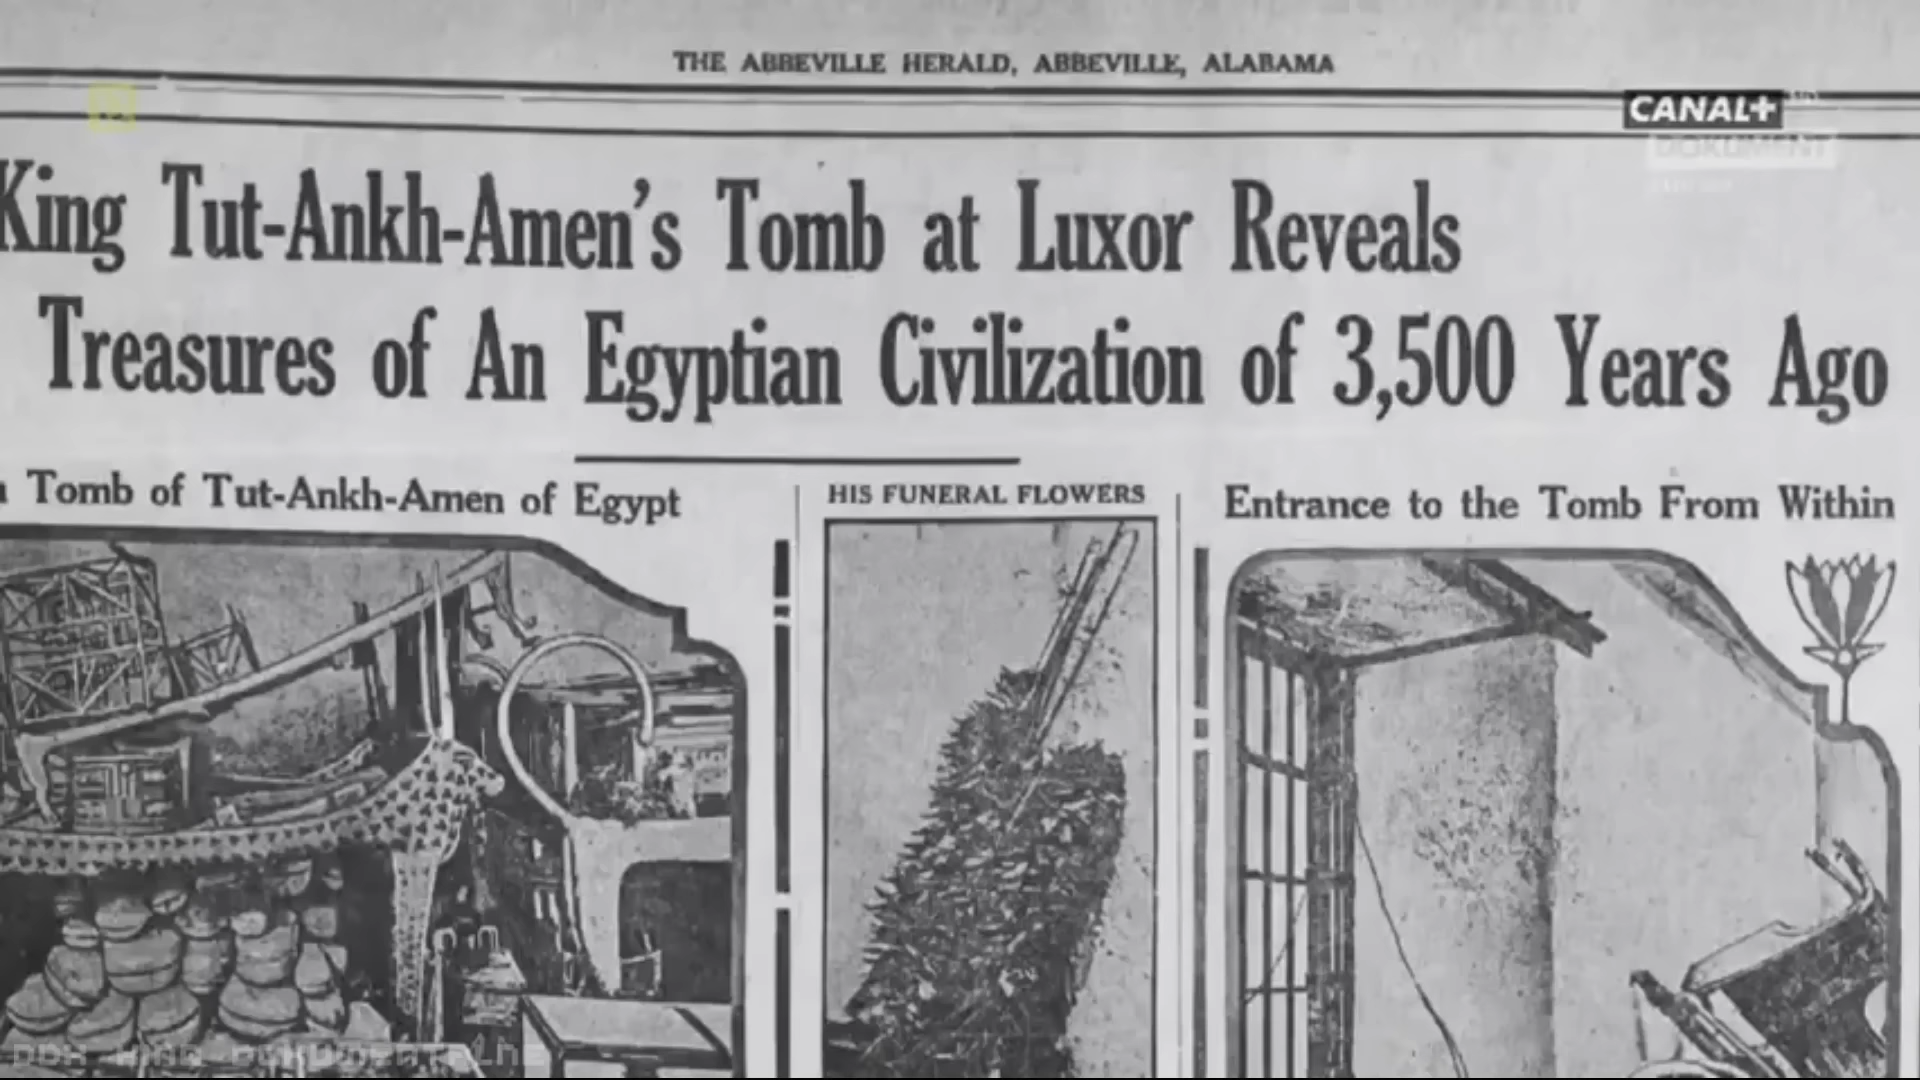 THE ABBEVILLE HERALD, ABBEVILLE, ALABAMA
CANAL+
DOKUMENT
King Tut-Ankh-Amen's Tomb at Luxor Reveals
Treasures of An Egyptian Civilization of 3,500 Years Ago
Tomb of Tut-Ankh-Amen of Egypt
HIS FUNERAL FLOWERS
Entrance to the Tomb From Within